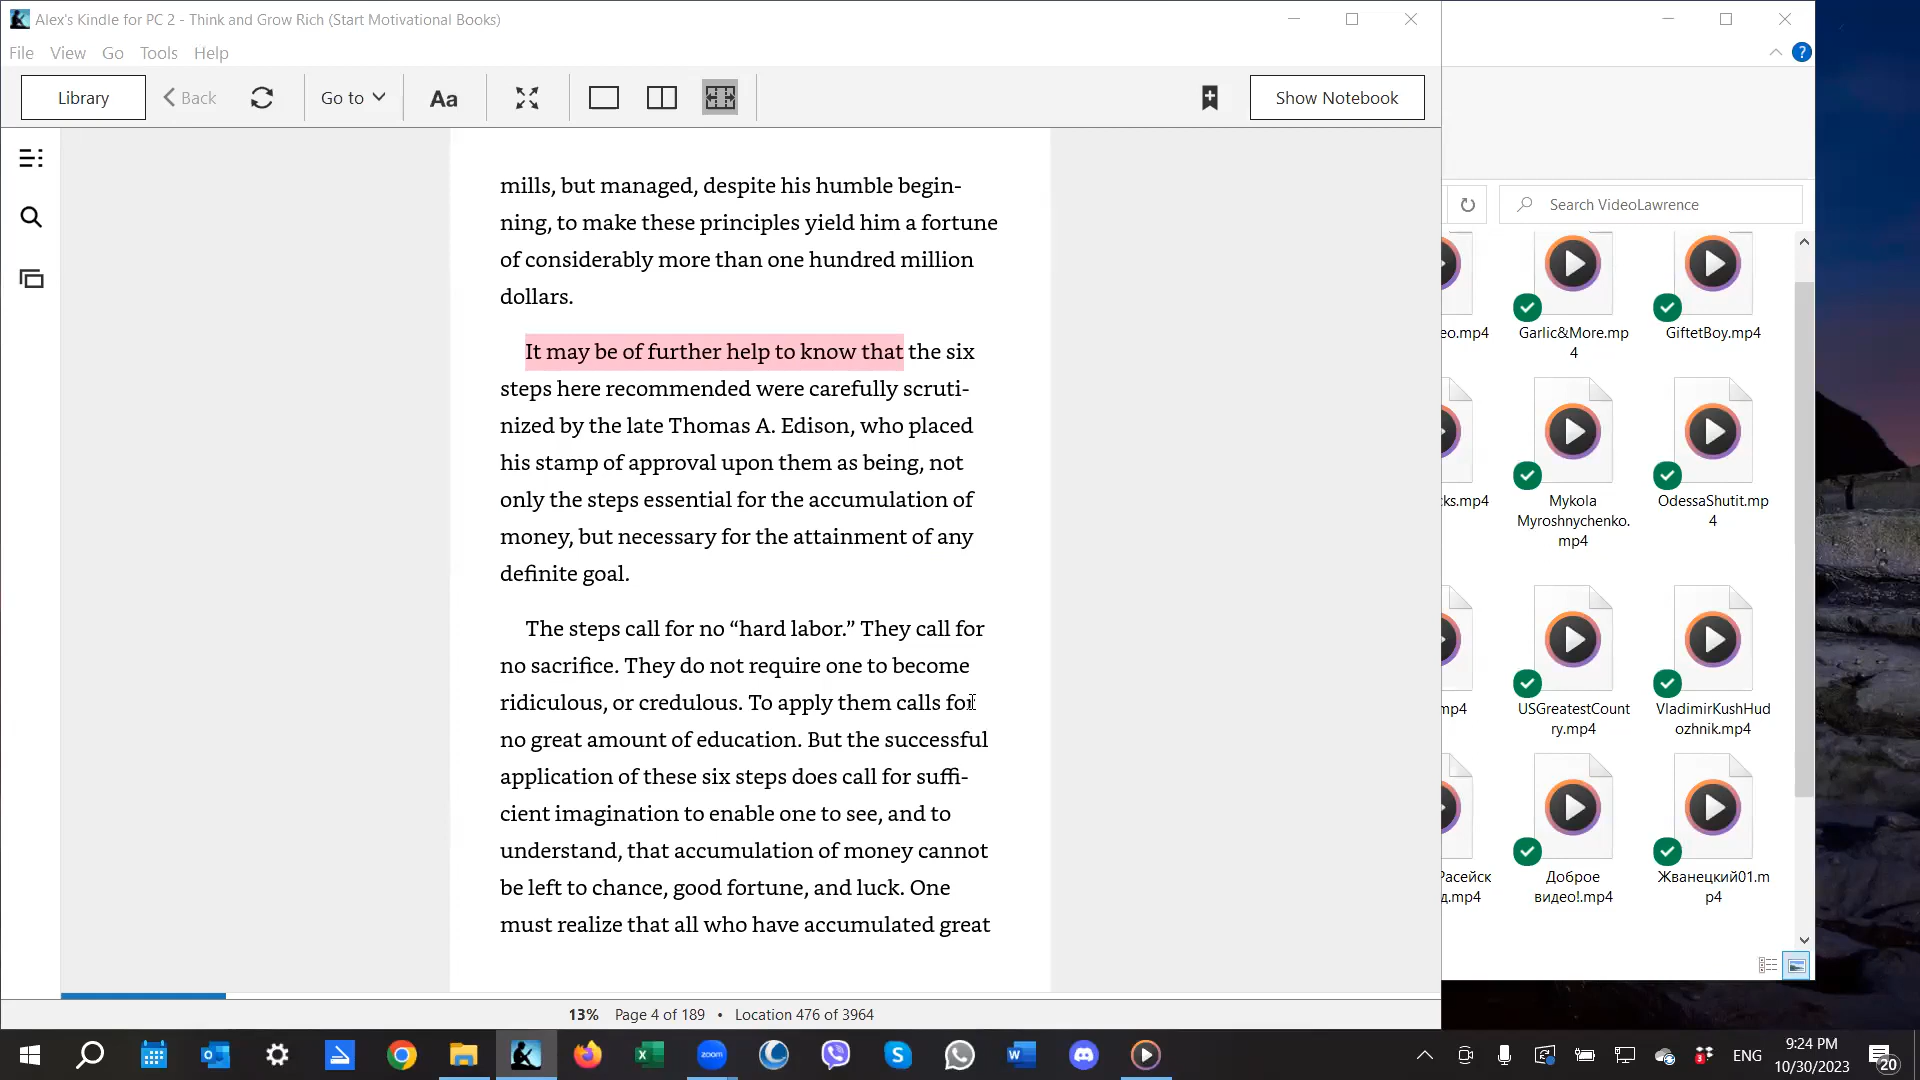 Alex's Kindle for PC 2 - Think and Grow Rich (Start Motivational Books)
File View Go Tools Help
Library
Back
Go to
Aa
Show Notebook
mills, but managed, despite his humble begin-
ning, to make these principles yield him a fortune
of considerably more than one hundred million
dollars.
It may be of further help to know that the six
steps here recommended were carefully scruti-
nized by the late Thomas A. Edison, who placed
his stamp of approval upon them as being, not
only the steps essential for the accumulation of
money, but necessary for the attainment of any
definite goal.
The steps call for no “hard labor.” They call for
no sacrifice. They do not require one to become
ridiculous, or credulous. To apply them calls for
no great amount of education. But the successful
application of these six steps does call for suffi-
cient imagination to enable one to see, and to
understand, that accumulation of money cannot
be left to chance, good fortune, and luck. One
must realize that all who have accumulated great
13% Page 4 of 189 • Location 476 of 3964
Search VideoLawrence
eo.mp4
Garlic&More.mp
4
GiftetBoy.mp4
ks.mp4
Mykola
Myroshnychenko.
mp4
OdessaShutit.mp
4
mp4
USGreatestCount
ry.mp4
VladimirKushHud
ozhnik.mp4
Расейск
д.mp4
Доброе
видео!.mp4
Жванецкий01.m
p4
zoom
3
ENG
9:24 PM
10/30/2023
20